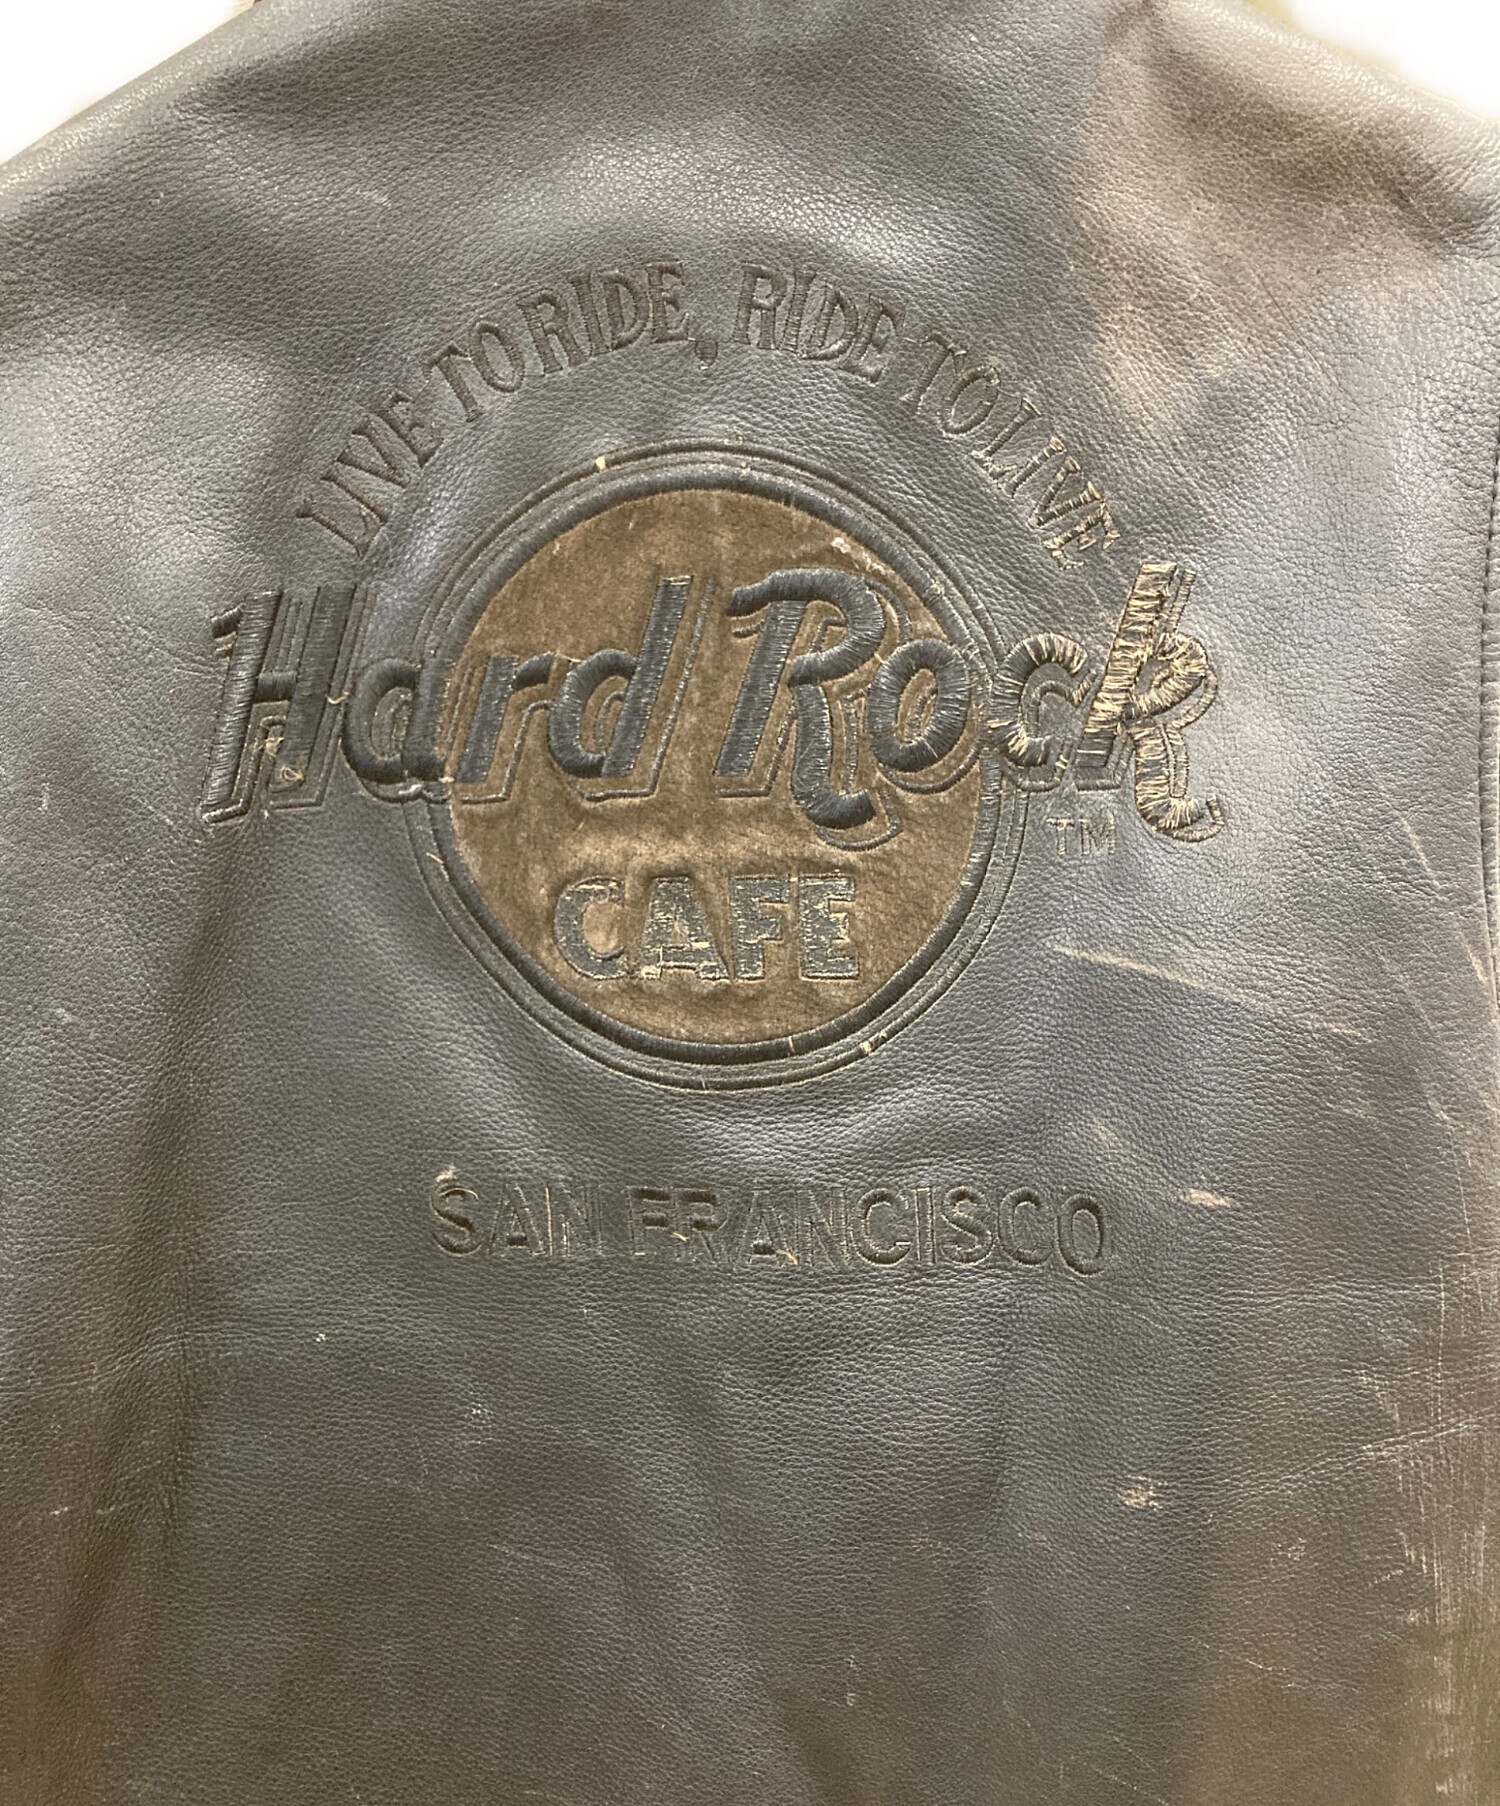 LIVE TO RIDE, RIDE TO LIVE
Hard Rock
TM
CAFE
SAN FRANCISCO